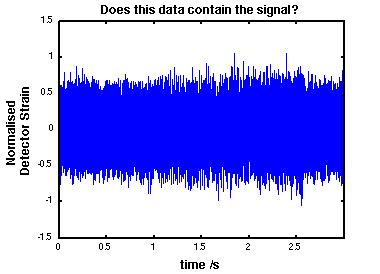 Does this data contain the signal?
1.5
1
0.5
0
-0.5
-1
-1.5
Normalised
Detector Strain
0 0.5 1 1.5 2 2.5
time /s